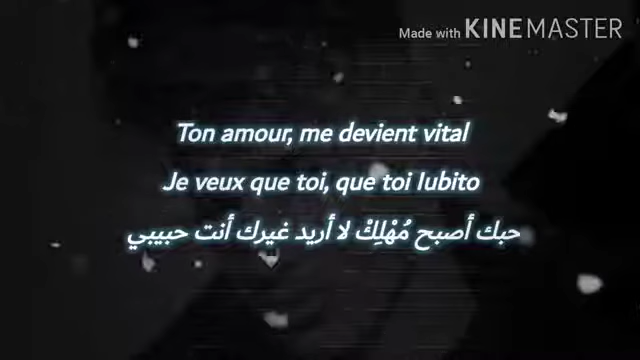 Made with KINEMASTER
Ton amour, me devient vital
Je veux que toi, que toi Iubito
حبك أصبح مُهْلِكْ لا أريد غيرك أنت حبيبي